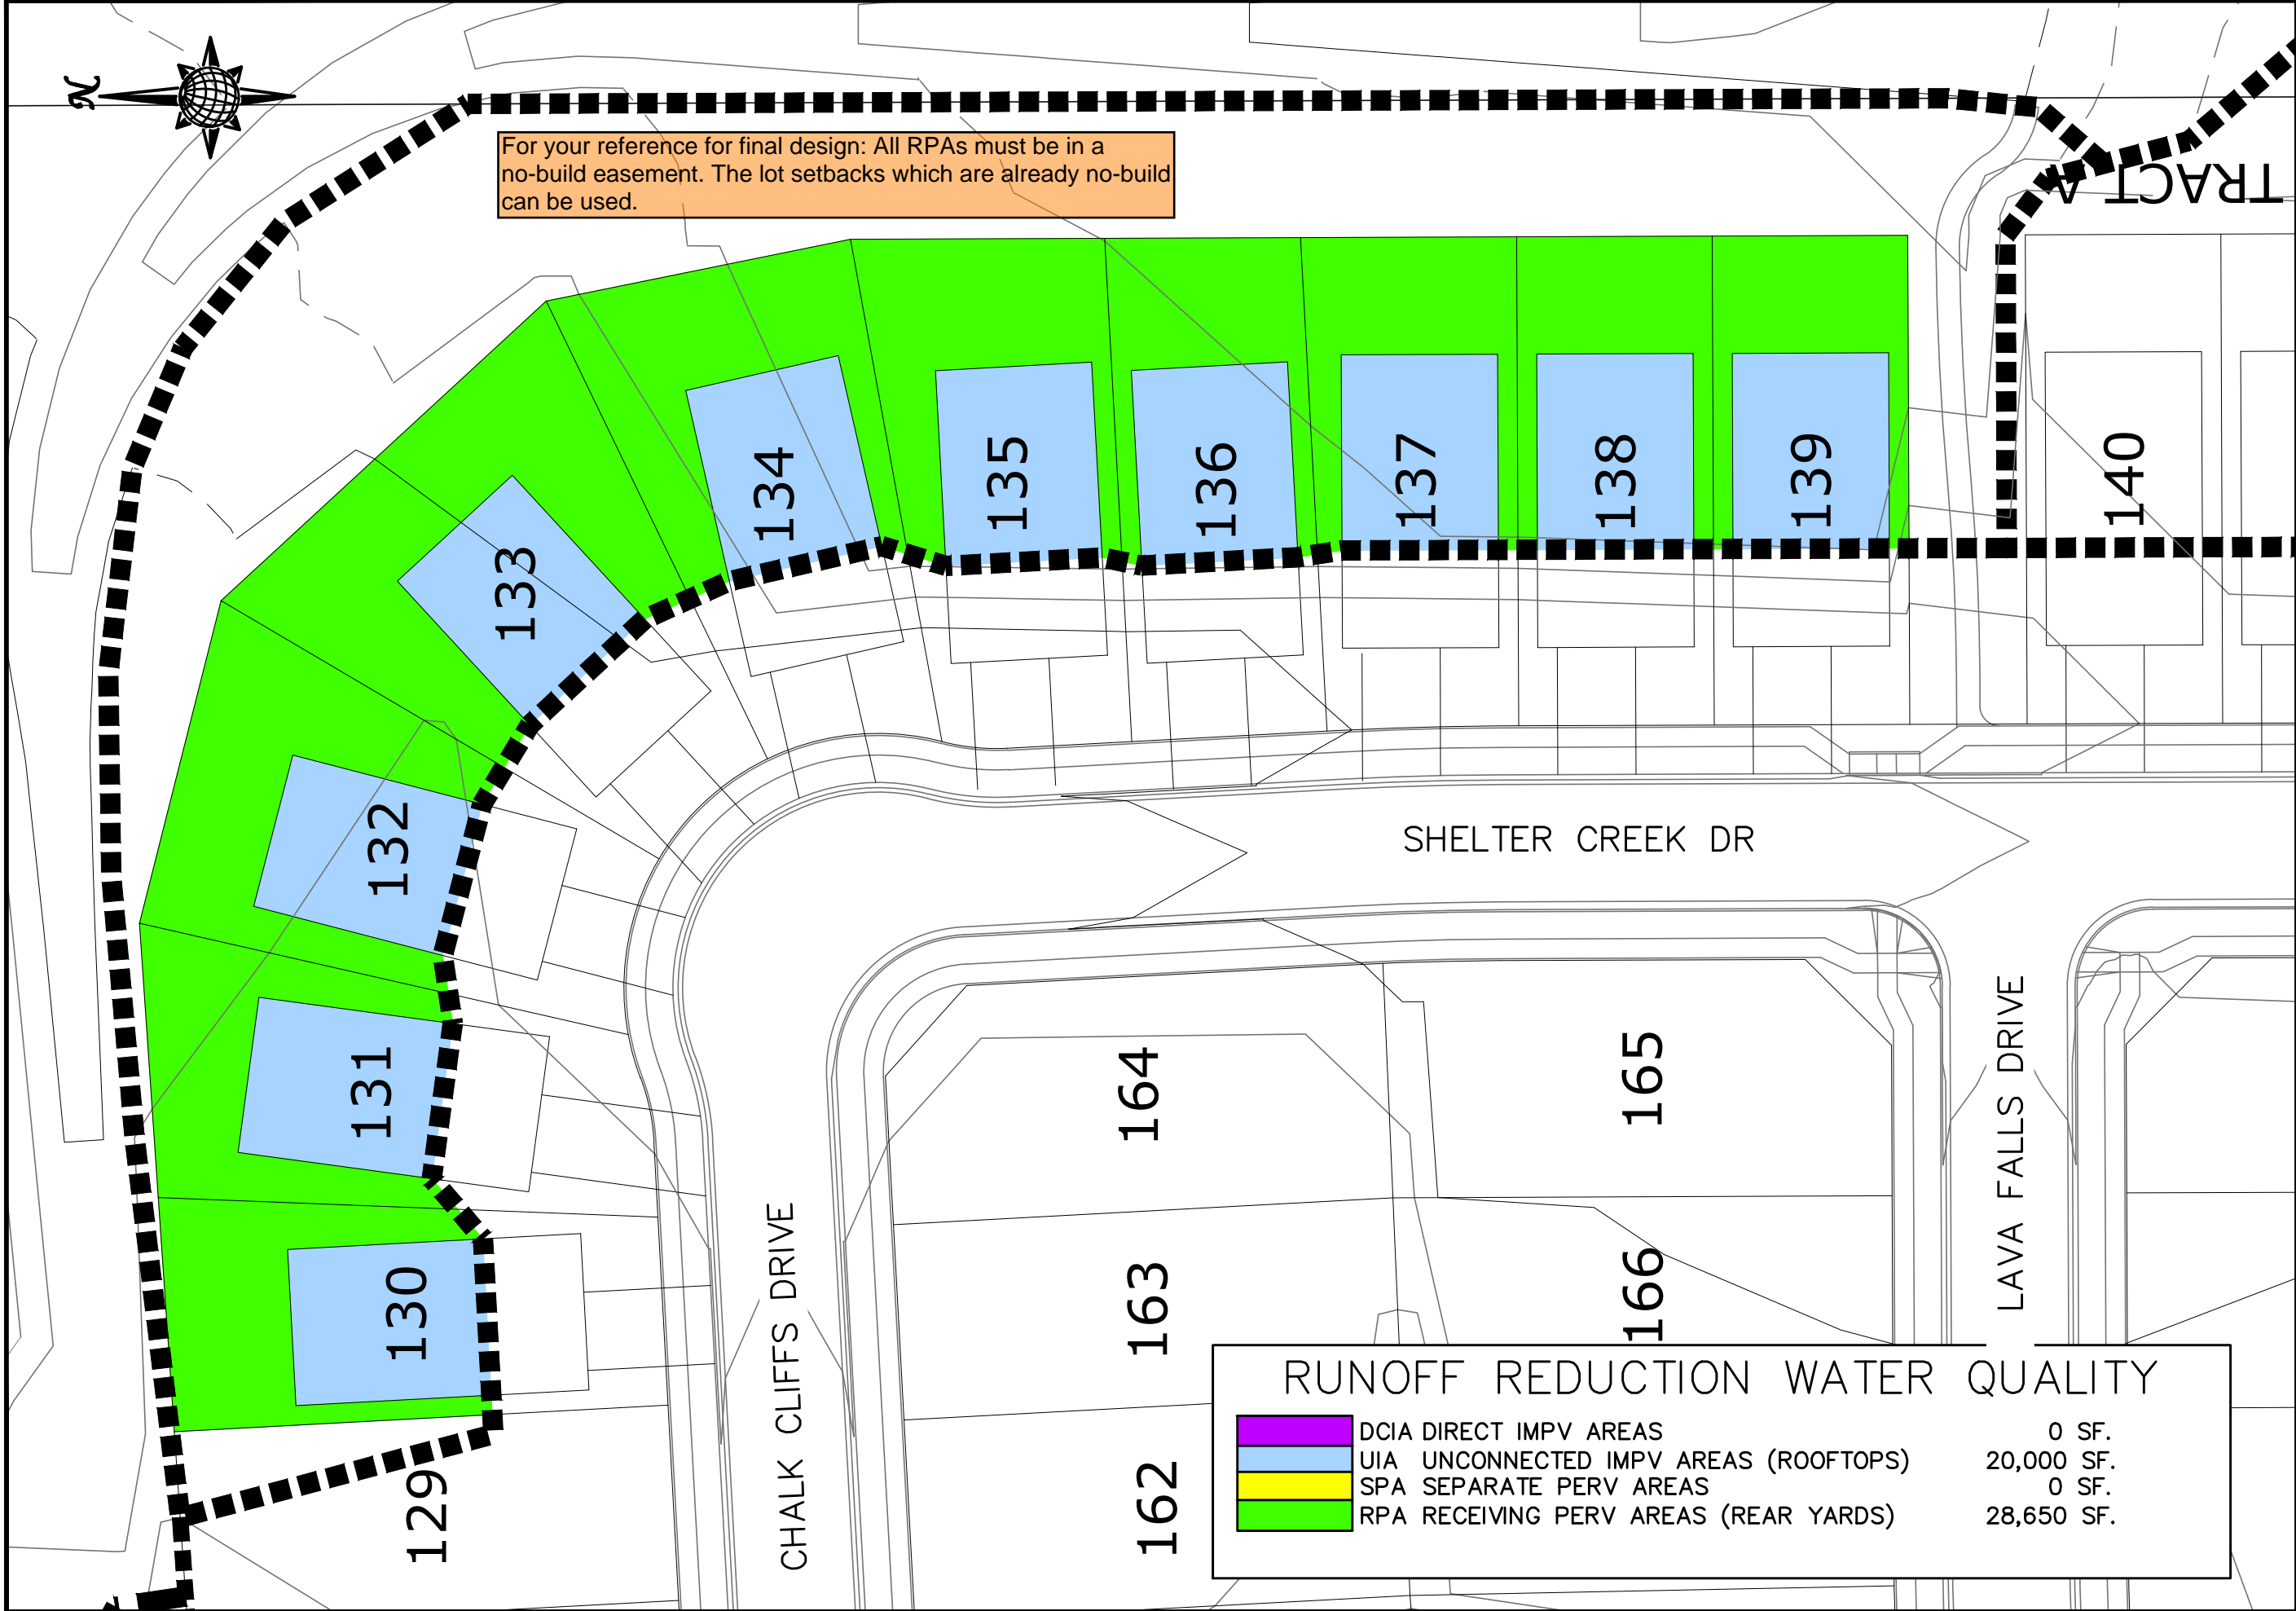 N
For your reference for final design: All RPAs must be in a
no-build easement. The lot setbacks which are already no-build
can be used.
TRACT A
134
135
136
137
138
139
140
133
132
131
130
129
SHELTER CREEK DR
164
165
163
166
162
CHALK CLIFFS DRIVE
LAVA FALLS DRIVE
RUNOFF REDUCTION WATER QUALITY
DCIA DIRECT IMPV AREAS 0 SF.
UIA UNCONNECTED IMPV AREAS (ROOFTOPS) 20,000 SF.
SPA SEPARATE PERV AREAS 0 SF.
RPA RECEIVING PERV AREAS (REAR YARDS) 28,650 SF.